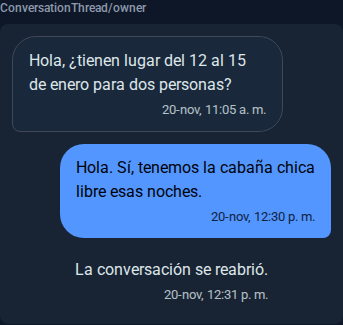 ConversationThread/owner
Hola, ¿tienen lugar del 12 al 15
de enero para dos personas?
20-nov, 11:05 a. m.
Hola. Sí, tenemos la cabaña chica
libre esas noches.
20-nov, 12:30 p. m.
La conversación se reabrió.
20-nov, 12:31 p. m.